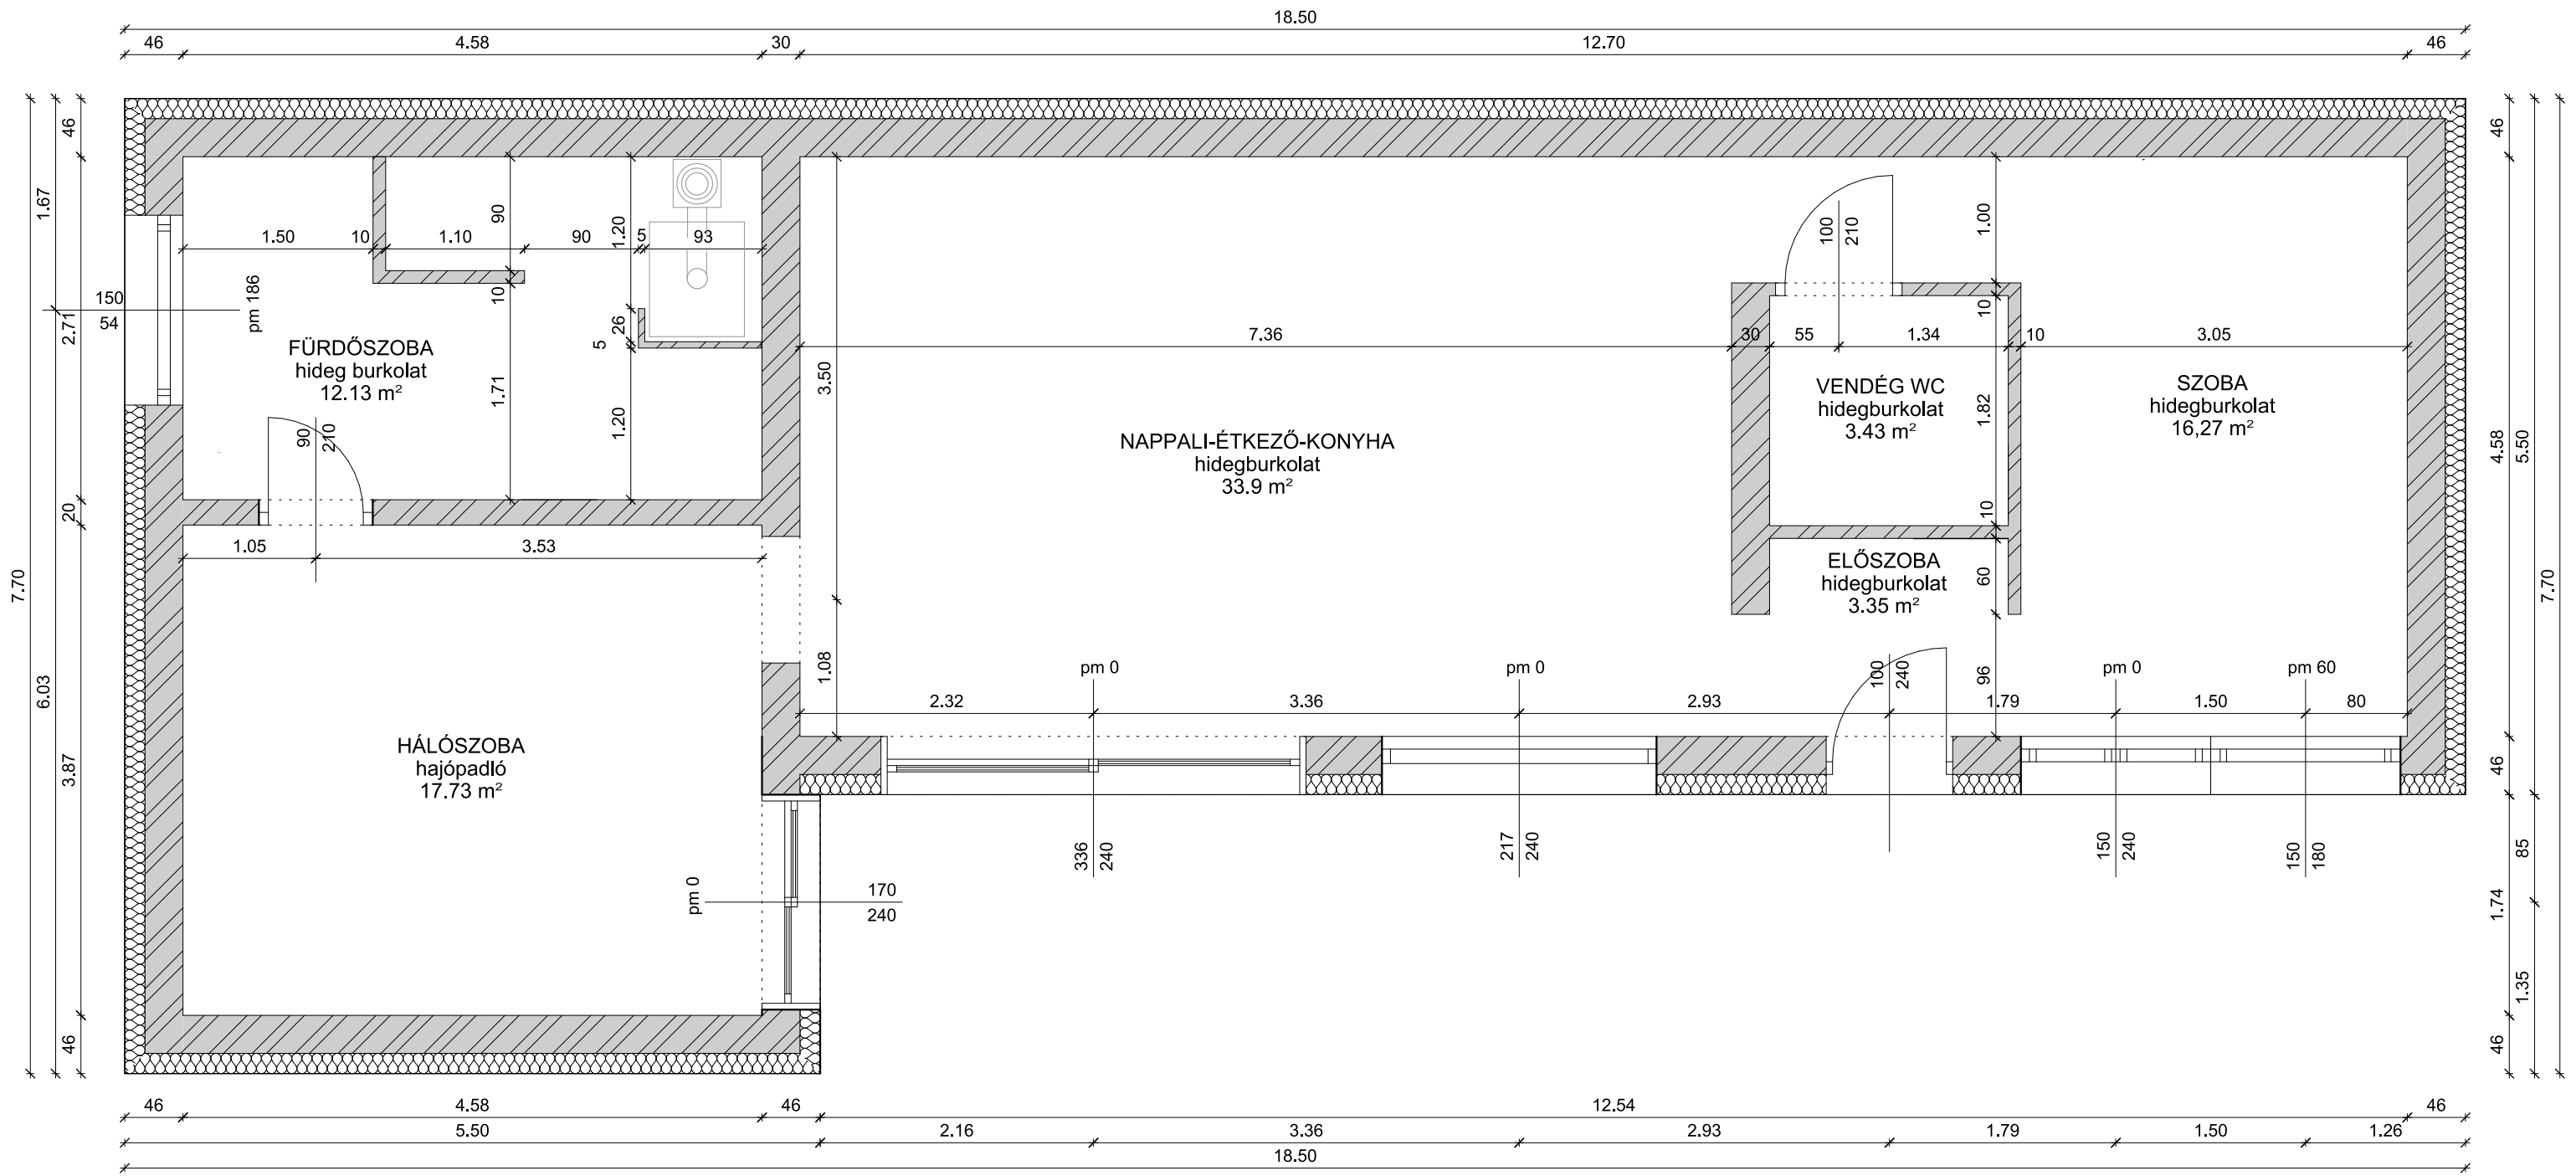 18.50
46 4.58 30 12.70 46
46
1.67
2.71
20
3.87
46
6.03
7.70
46
4.58
5.50
7.70
46
85
1.74
1.35
46
1.50 10 1.10 90 5 93
90
10
1.71
1.20
26
5
1.20
150
54
pm 186
FÜRDŐSZOBA
hideg burkolat
12.13 m²
90
210
1.05 3.53
HÁLÓSZOBA
hajópadló
17.73 m²
pm 0
170
240
3.50
1.08
7.36 30 55 1.34 10 3.05
NAPPALI-ÉTKEZŐ-KONYHA
hidegburkolat
33.9 m²
100
210
1.00
10
1.82
10
60
96
VENDÉG WC
hidegburkolat
3.43 m²
SZOBA
hidegburkolat
16,27 m²
ELŐSZOBA
hidegburkolat
3.35 m²
pm 0 pm 0 100 240 pm 0 pm 60
2.32 3.36 2.93 1.79 1.50 80
336 240
217 240
150 240
150 180
46 4.58 46 12.54 46
5.50 2.16 3.36 2.93 1.79 1.50 1.26
18.50